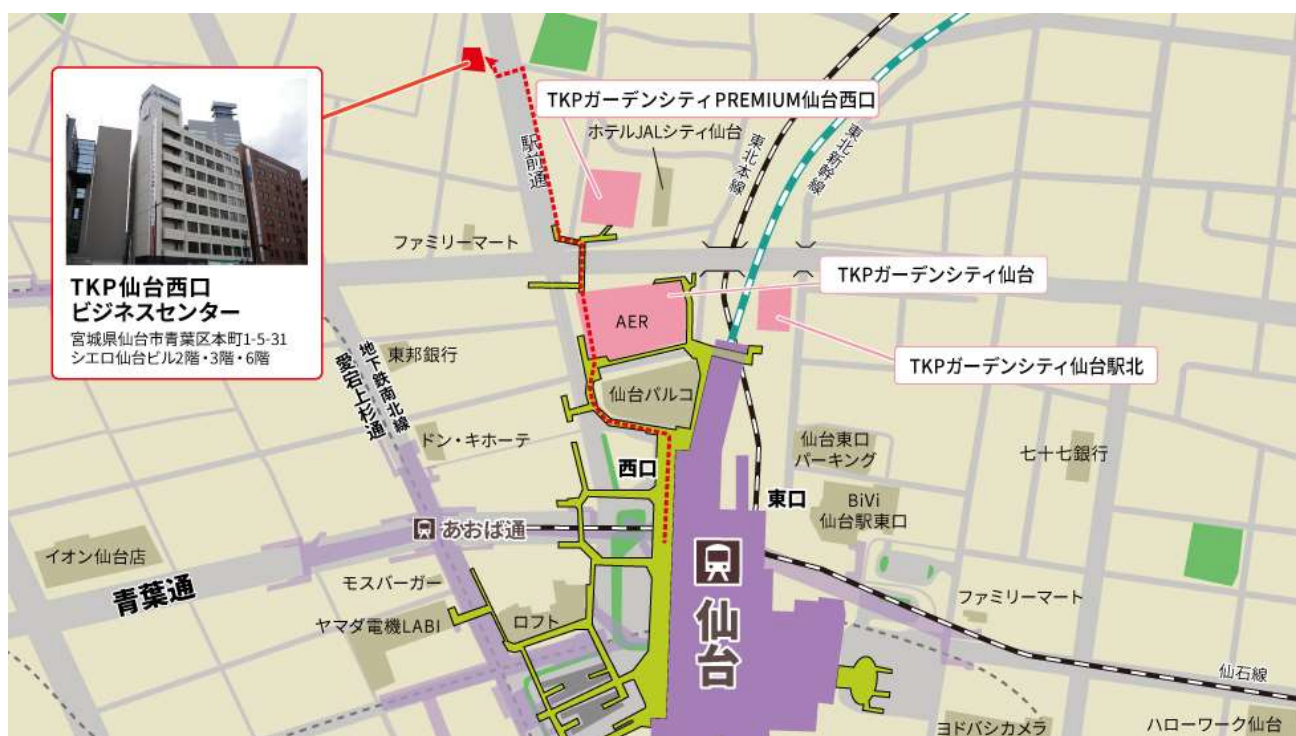 TKPガーデンシティPREMIUM仙台西口
ホテルJALシティ仙台
駅前通
東北本線
東北新幹線
ファミリーマート
TKPガーデンシティ仙台
TKP仙台西口
ビジネスセンター
宮城県仙台市青葉区本町1-5-31
シエロ仙台ビル2階・3階・6階
AER
TKPガーデンシティ仙台駅北
東邦銀行
地下鉄南北線
愛宕上杉通
仙台パルコ
ドン・キホーテ
西口
仙台東口
パーキング
七十七銀行
東口
BiVi
仙台駅東口
あおば通
イオン仙台店
青葉通
モスバーガー
ヤマダ電機LABI
ロフト
仙台
ファミリーマート
仙石線
ヨドバシカメラ
ハローワーク仙台